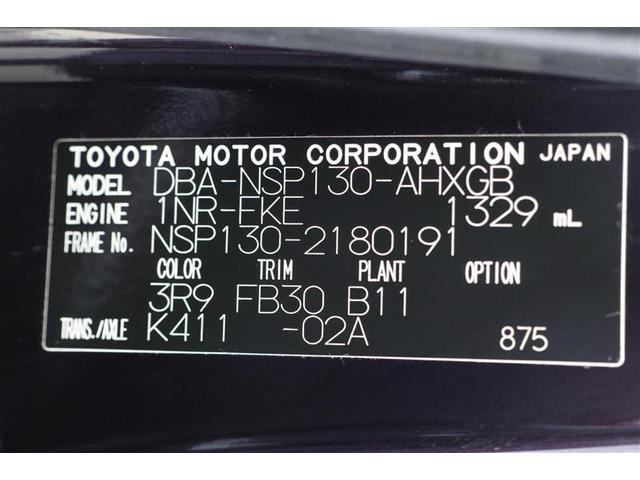 TOYOTA MOTOR CORPORATION JAPAN
MODEL DBA-NSP130-AHXGB
ENGINE 1NR-FKE 1329 mL
FRAME No. NSP130-2180191
COLOR TRIM PLANT OPTION
3R9 FB30 B11
TRANS./AXLE K411 -02A 875